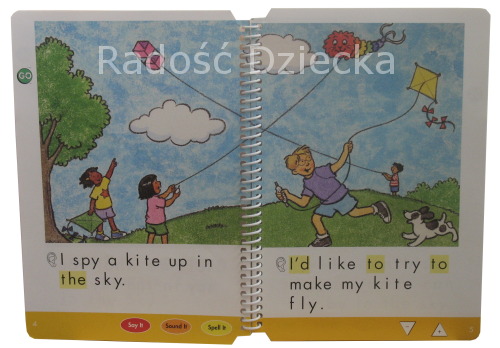 Radość Dziecka
GO
I spy a kite up in
the sky.
Say It
Sound It
Spell It
I'd like to try to
make my kite
fly.